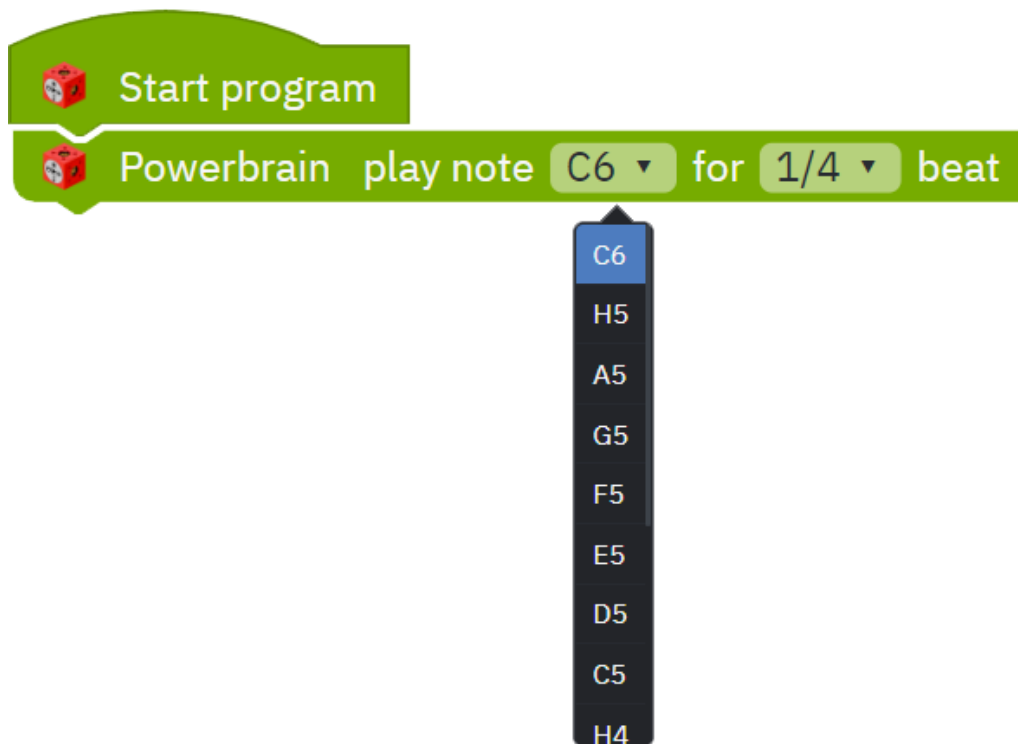 Start program
Powerbrain play note C6 ▾ for 1/4 ▾ beat
C6
H5
A5
G5
F5
E5
D5
C5
H4